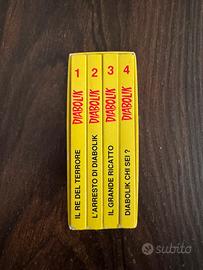 1
DIABOLIK
IL RE DEL TERRORE
2
DIABOLIK
L'ARRESTO DI DIABOLIK
3
DIABOLIK
IL GRANDE RICATTO
4
DIABOLIK
DIABOLIK CHI SEI?
subito